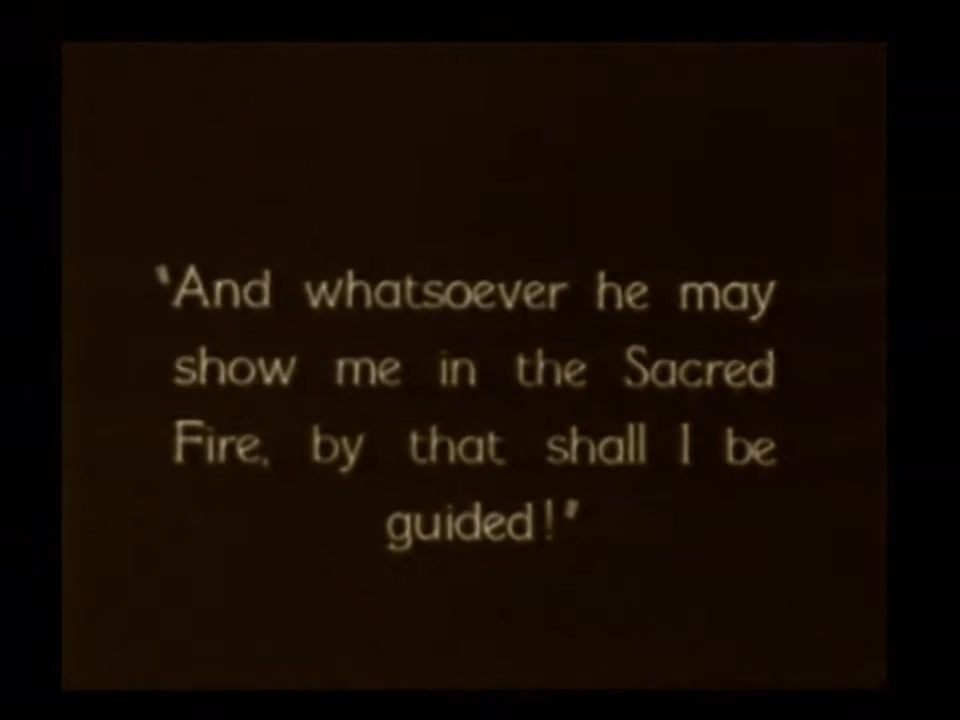 "And whatsoever he may
show me in the Sacred
Fire, by that shall I be
guided!"